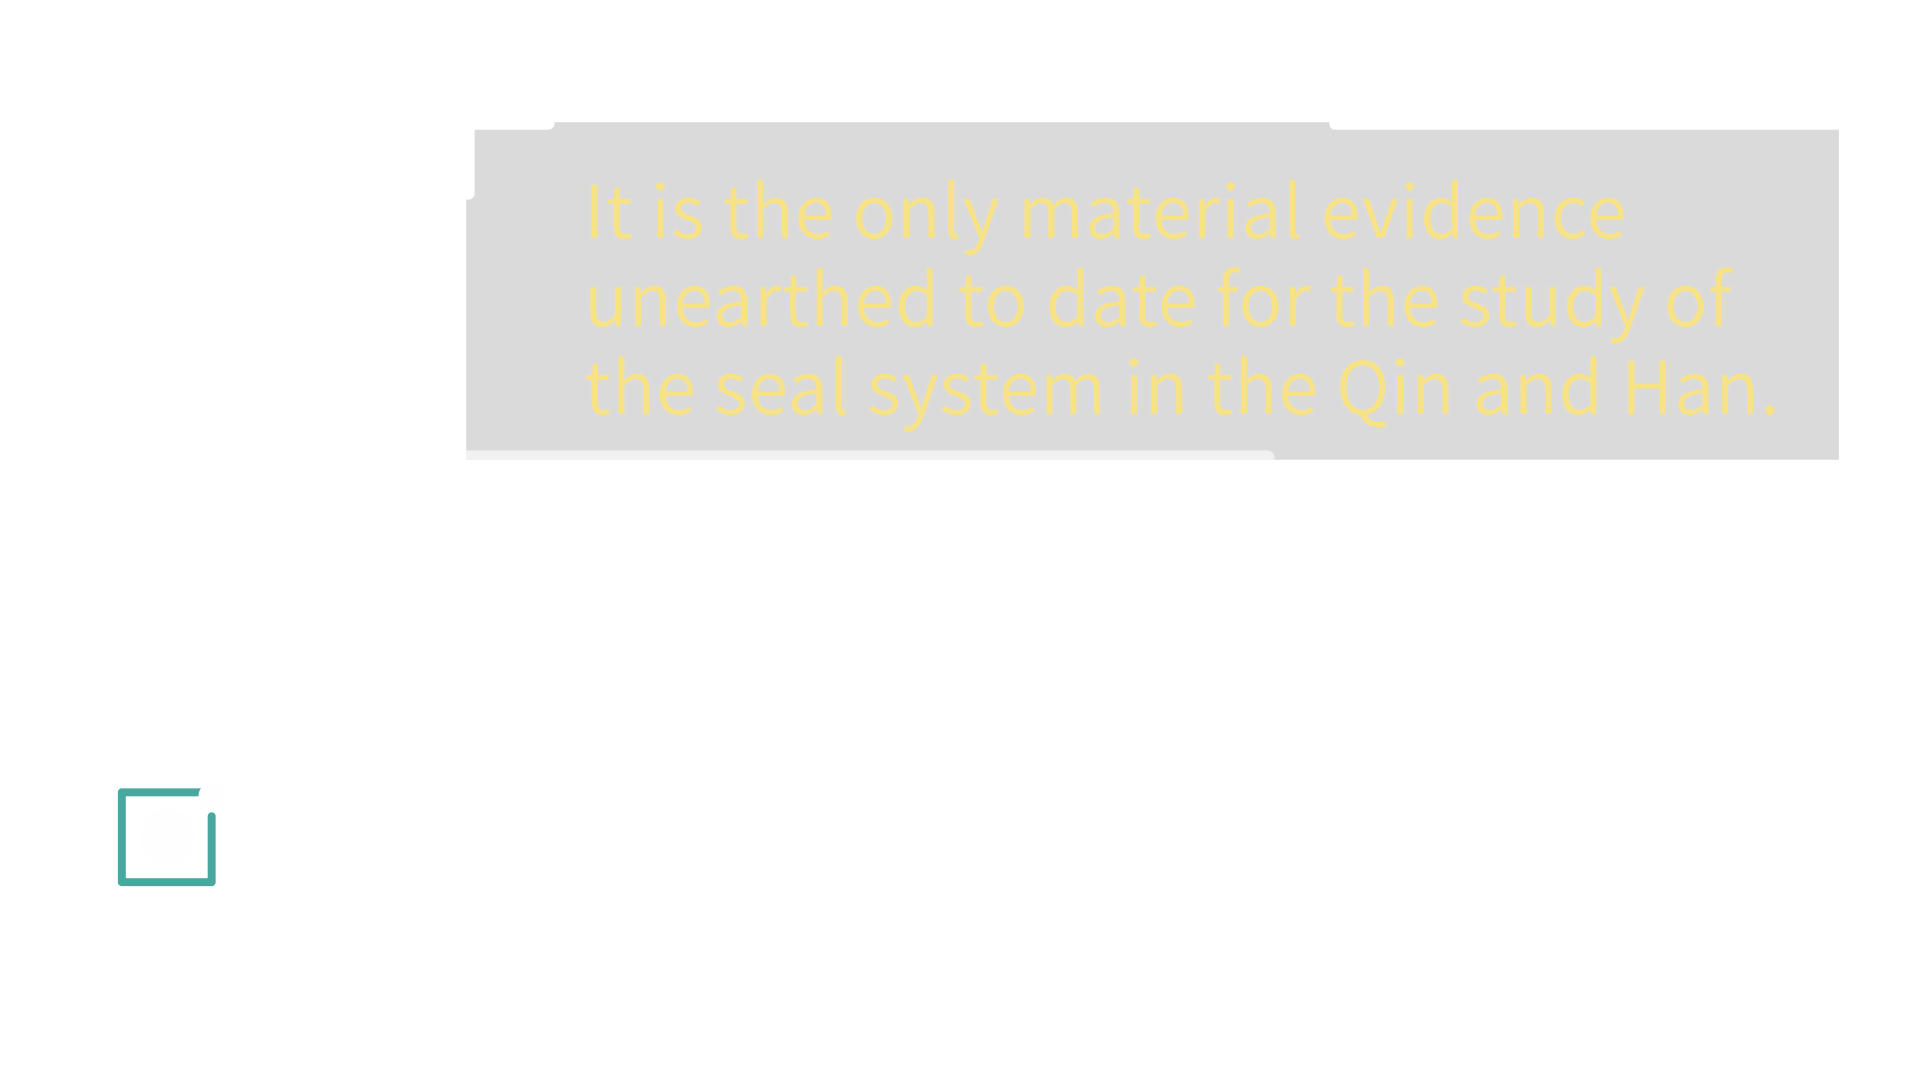 It is the only material evidence
unearthed to date for the study of
the seal system in the Qin and Han.